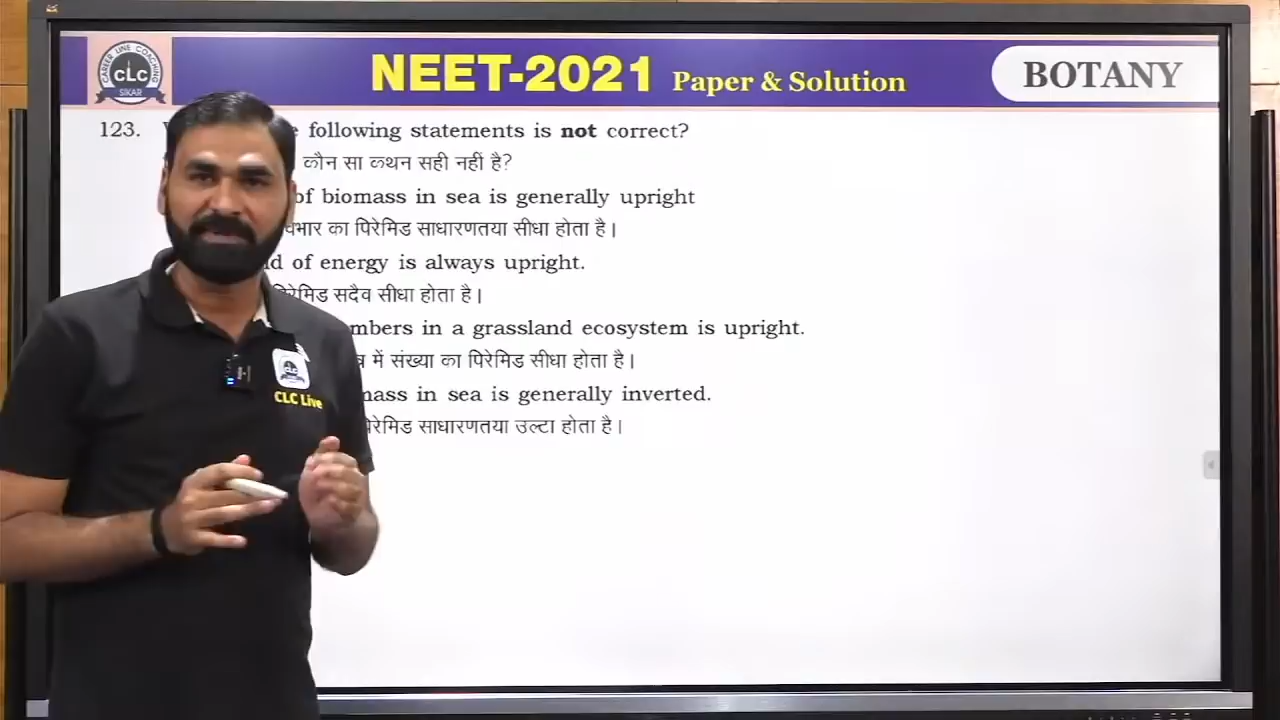 CAREER LINE COACHING
CLC
SIKAR
NEET-2021 Paper & Solution
BOTANY
123. following statements is not correct?
कौन सा कथन सही नहीं है?
of biomass in sea is generally upright
का पिरेमिड साधारणतया सीधा होता है।
of energy is always upright.
सदैव सीधा होता है।
in a grassland ecosystem is upright.
में संख्या का पिरेमिड सीधा होता है।
in sea is generally inverted.
साधारणतया उल्टा होता है।
CLC Live